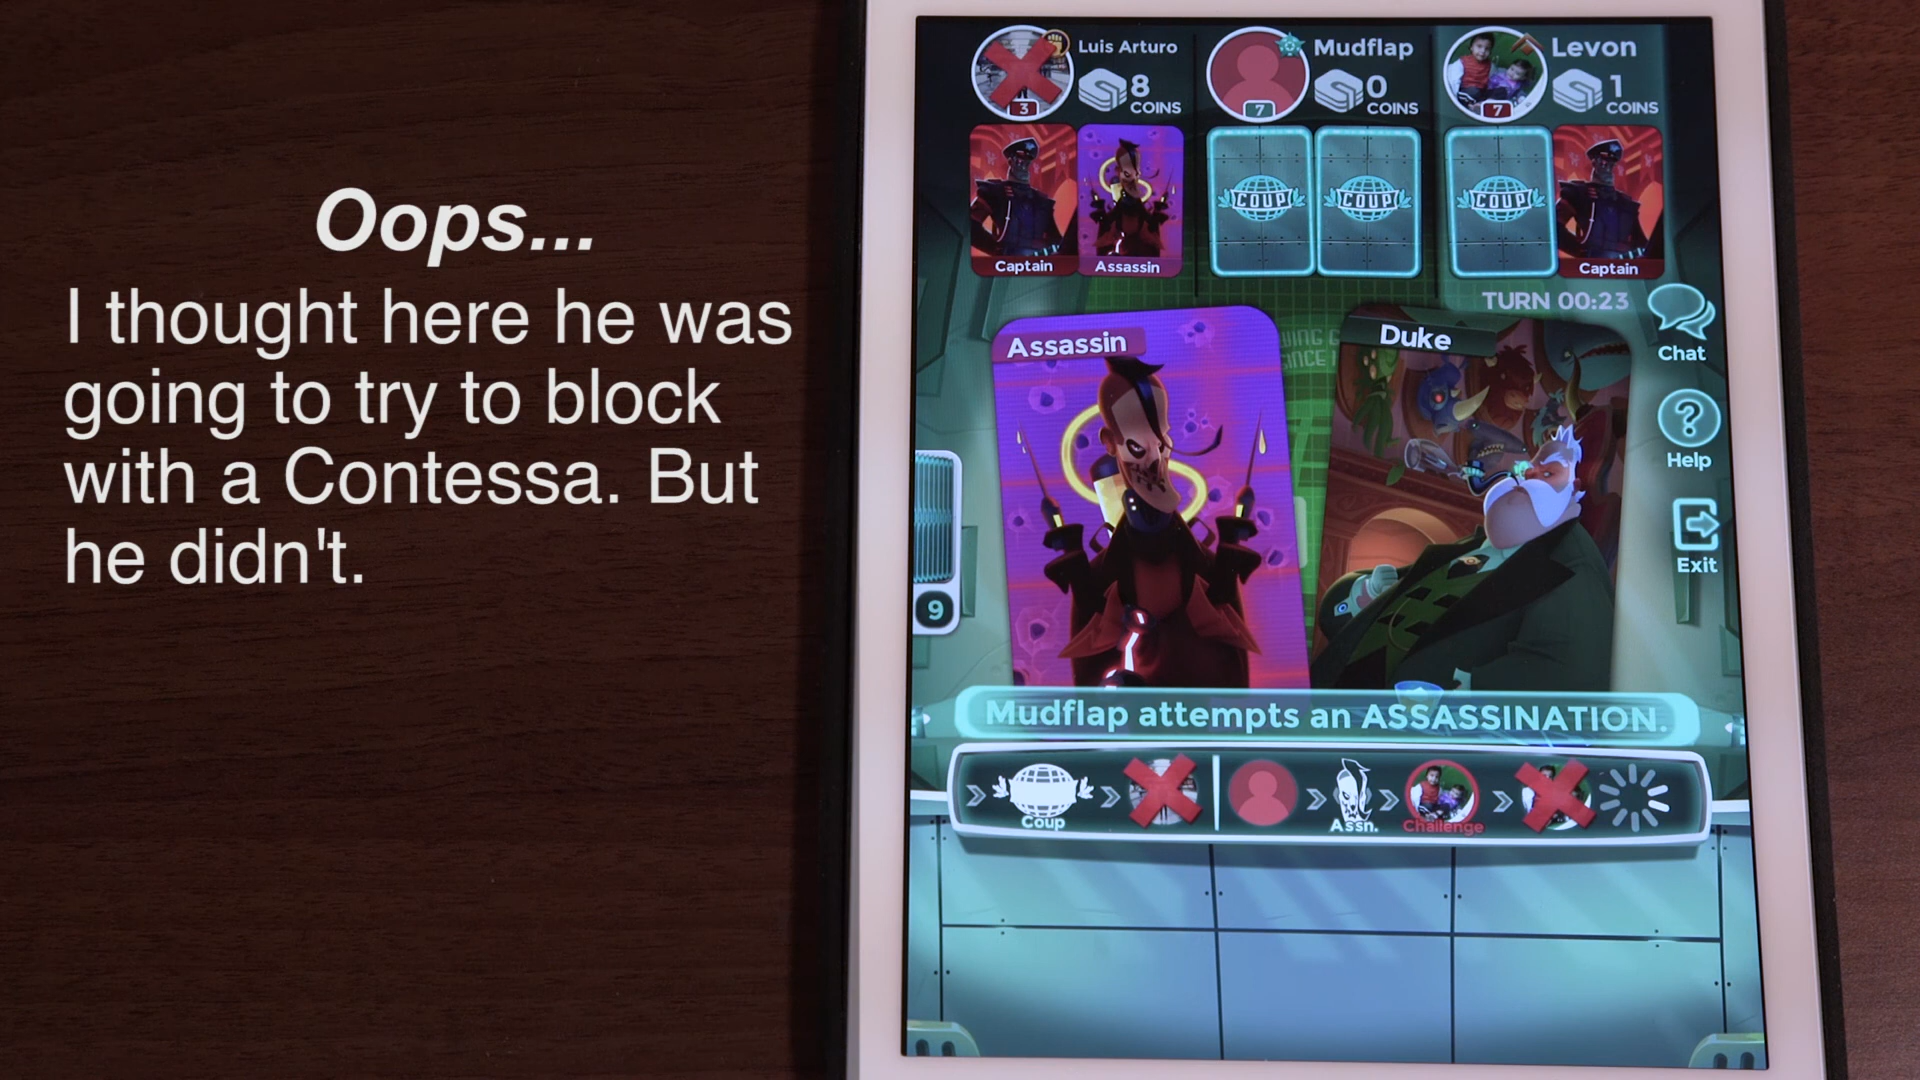 Oops...
I thought here he was
going to try to block
with a Contessa. But
he didn't.
Luis Arturo
8
COINS
3
Mudflap
0
COINS
7
Levon
1
COINS
7
Captain
Assassin
COUP
COUP
COUP
Captain
TURN 00:23
Chat
Help
Exit
Assassin
Duke
9
Mudflap attempts an ASSASSINATION.
Coup
Assn.
Challenge